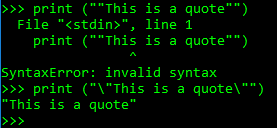 >>> print (""This is a quote"")
  File "<stdin>", line 1
    print (""This is a quote"")
                ^
SyntaxError: invalid syntax
>>> print ("\"This is a quote\"")
"This is a quote"
>>>